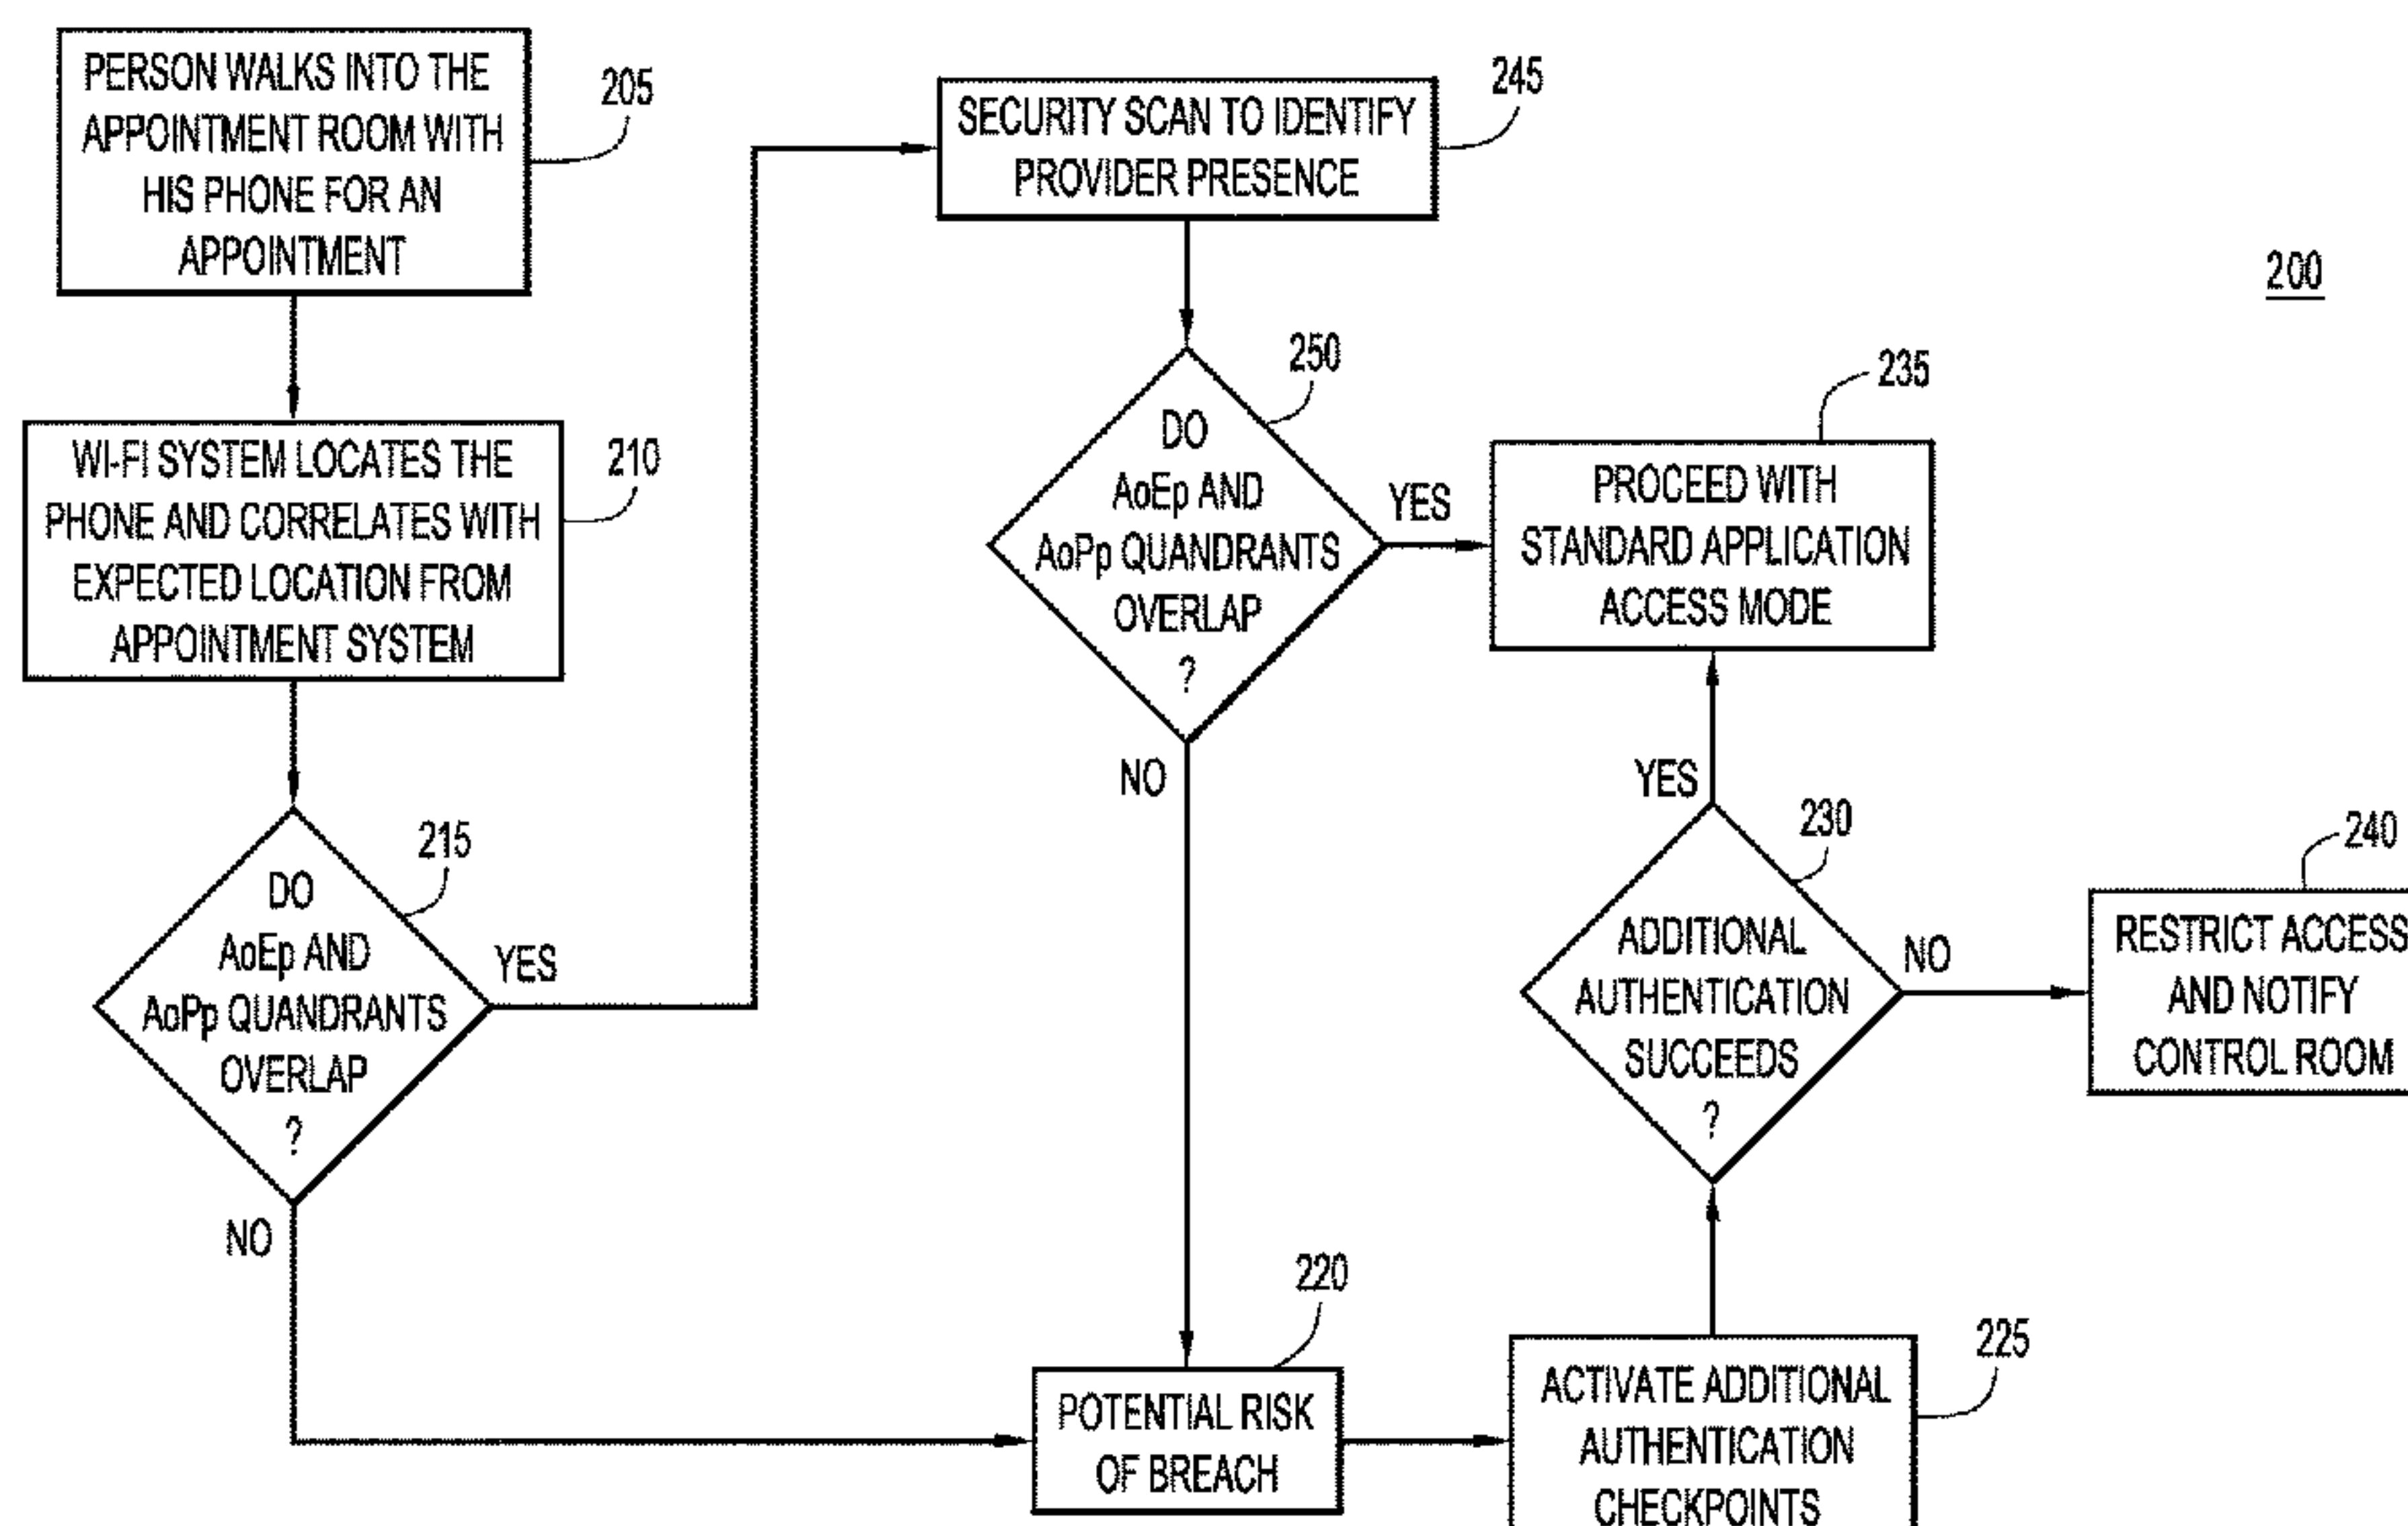 PERSON WALKS INTO THE
APPOINTMENT ROOM WITH
HIS PHONE FOR AN
APPOINTMENT
205
WI-FI SYSTEM LOCATES THE
PHONE AND CORRELATES WITH
EXPECTED LOCATION FROM
APPOINTMENT SYSTEM
210
DO
AoEp AND
AoPp QUANDRANTS
OVERLAP
?
215
YES
NO
SECURITY SCAN TO IDENTIFY
PROVIDER PRESENCE
245
DO
AoEp AND
AoPp QUANDRANTS
OVERLAP
?
250
YES
NO
POTENTIAL RISK
OF BREACH
220
200
PROCEED WITH
STANDARD APPLICATION
ACCESS MODE
235
YES
ADDITIONAL
AUTHENTICATION
SUCCEEDS
?
230
NO
ACTIVATE ADDITIONAL
AUTHENTICATION
CHECKPOINTS
225
RESTRICT ACCESS
AND NOTIFY
CONTROL ROOM
240